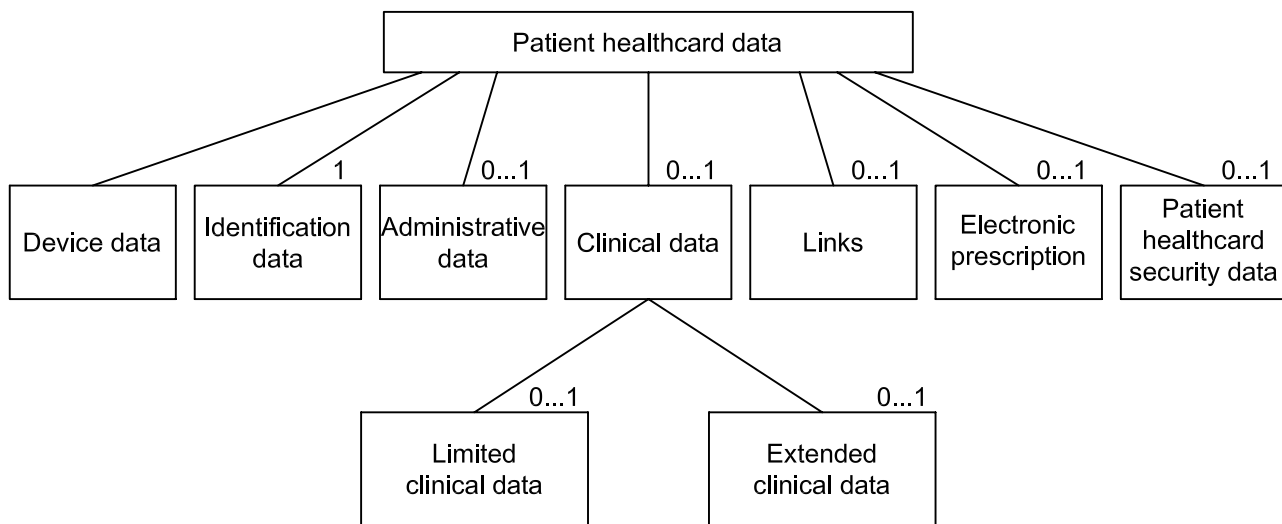 Patient healthcard data
1
0...1
0...1
0...1
0...1
0...1
Device data
Identification
data
Administrative
data
Clinical data
Links
Electronic
prescription
Patient
healthcard
security data
0...1
0...1
Limited
clinical data
Extended
clinical data